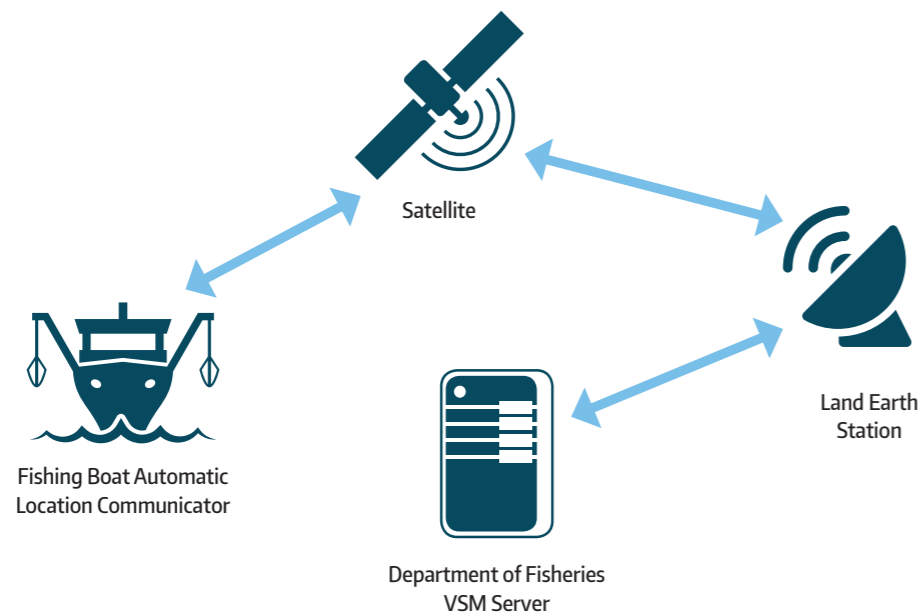 Satellite
Land Earth
Station
Fishing Boat Automatic
Location Communicator
Department of Fisheries
VSM Server